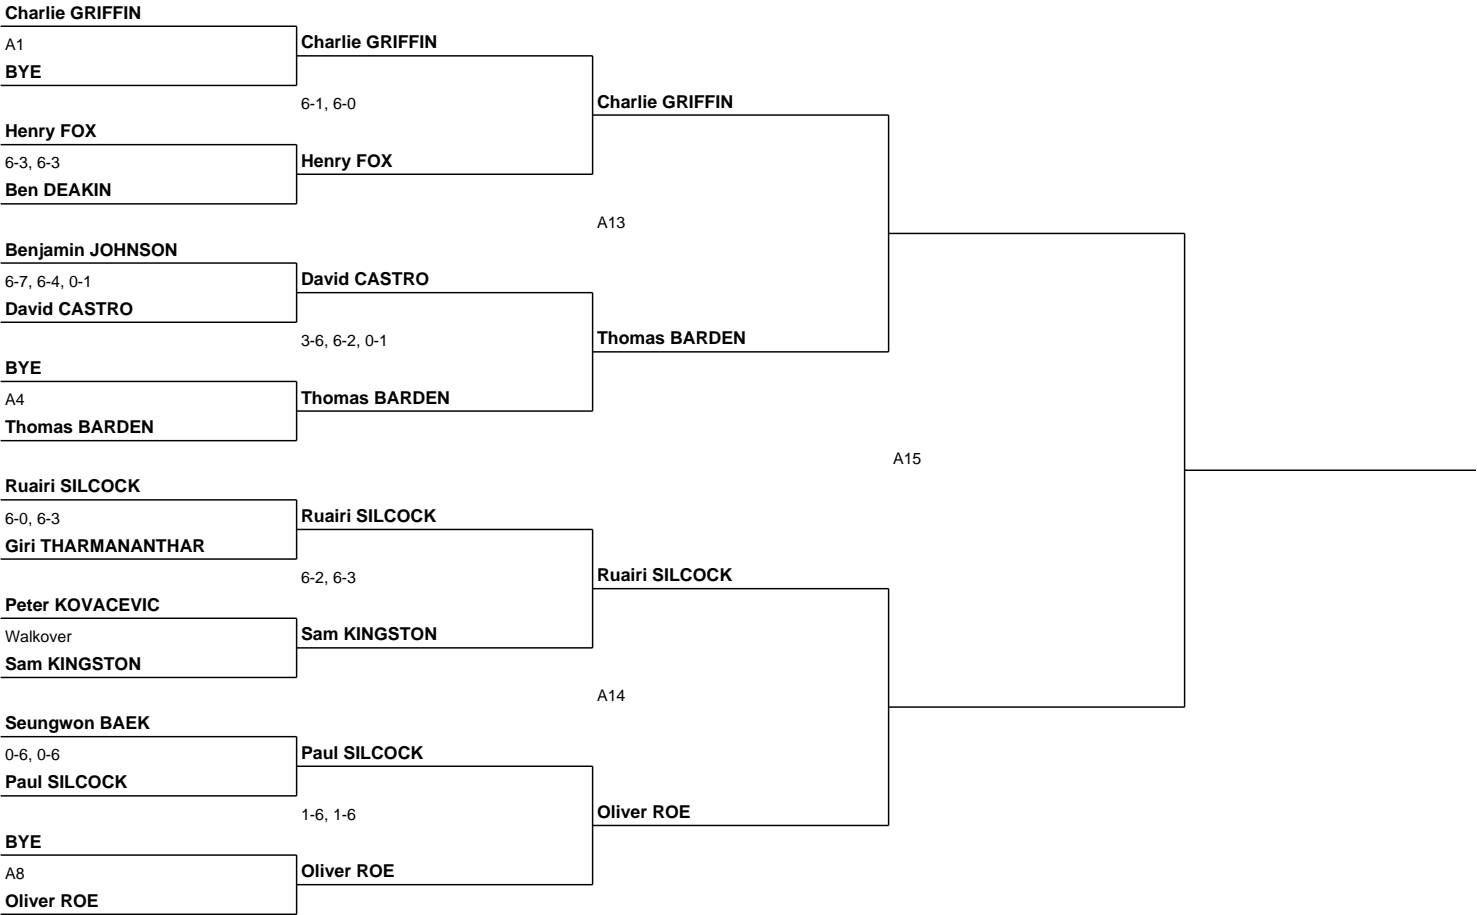 Charlie GRIFFIN
A1
BYE
Henry FOX
6-3, 6-3
Ben DEAKIN
Benjamin JOHNSON
6-7, 6-4, 0-1
David CASTRO
BYE
A4
Thomas BARDEN
Ruairi SILCOCK
6-0, 6-3
Giri THARMANANTHAR
Peter KOVACEVIC
Walkover
Sam KINGSTON
Seungwon BAEK
0-6, 0-6
Paul SILCOCK
BYE
A8
Oliver ROE
Charlie GRIFFIN
6-1, 6-0
Henry FOX
David CASTRO
3-6, 6-2, 0-1
Thomas BARDEN
Ruairi SILCOCK
6-2, 6-3
Sam KINGSTON
Paul SILCOCK
1-6, 1-6
Oliver ROE
Charlie GRIFFIN
A13
Thomas BARDEN
Ruairi SILCOCK
A14
Oliver ROE
A15